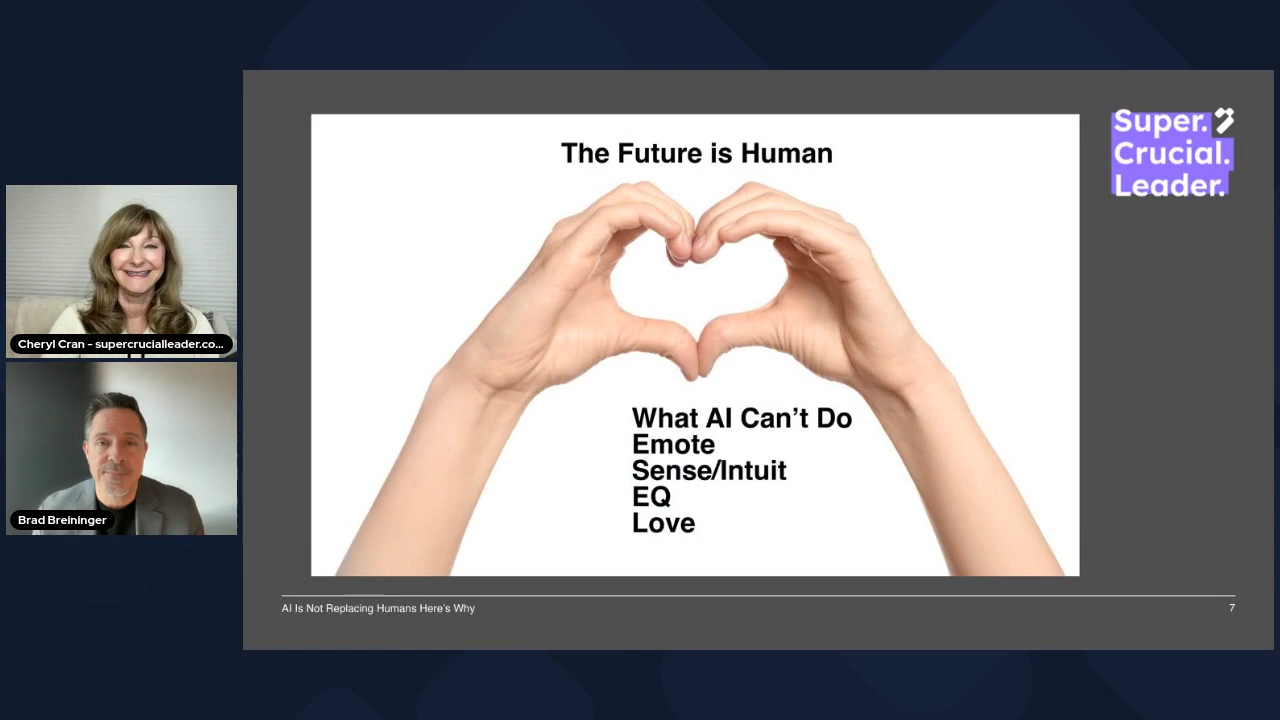 Super.
Crucial.
Leader.
The Future is Human
What AI Can’t Do
Emote
Sense/Intuit
EQ
Love
Cheryl Cran - supercrucialleader.co...
Brad Breininger
AI Is Not Replacing Humans Here’s Why
7